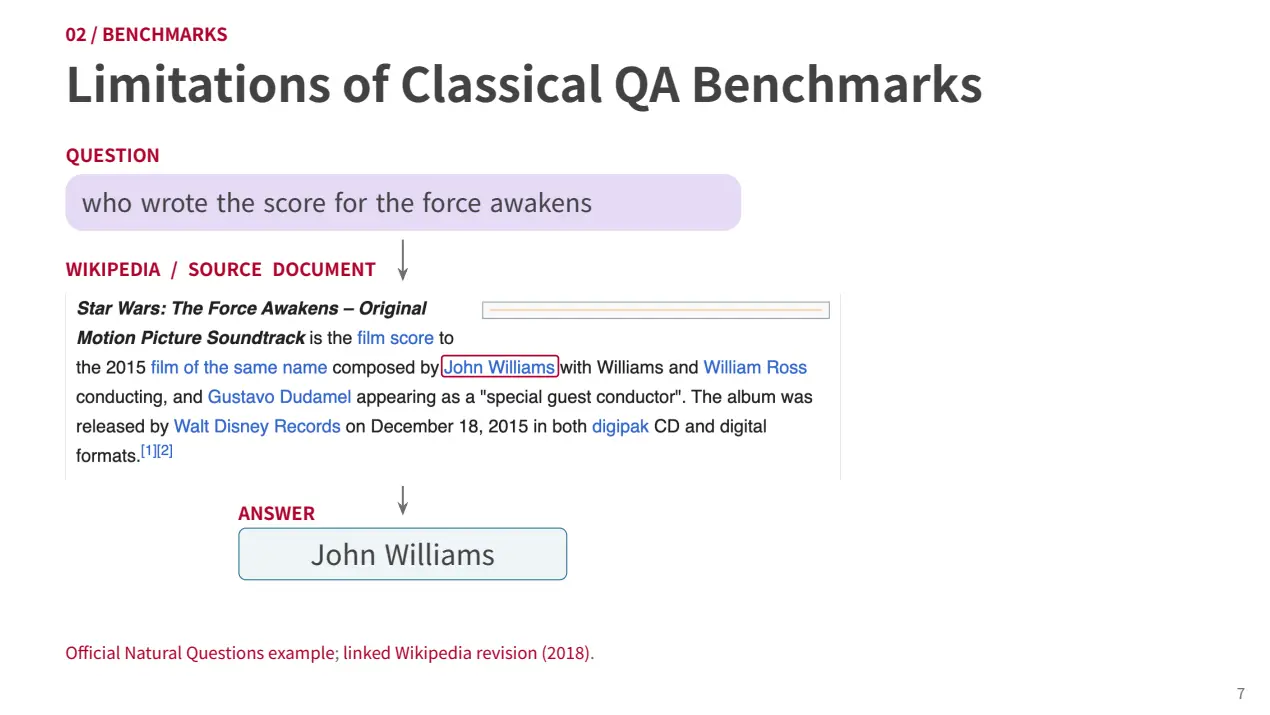 02 / BENCHMARKS
Limitations of Classical QA Benchmarks
QUESTION
who wrote the score for the force awakens
WIKIPEDIA / SOURCE DOCUMENT
Star Wars: The Force Awakens – Original
Motion Picture Soundtrack is the film score to
the 2015 film of the same name composed by John Williams with Williams and William Ross
conducting, and Gustavo Dudamel appearing as a "special guest conductor". The album was
released by Walt Disney Records on December 18, 2015 in both digipak CD and digital
formats.[1][2]
ANSWER
John Williams
Official Natural Questions example; linked Wikipedia revision (2018).
7